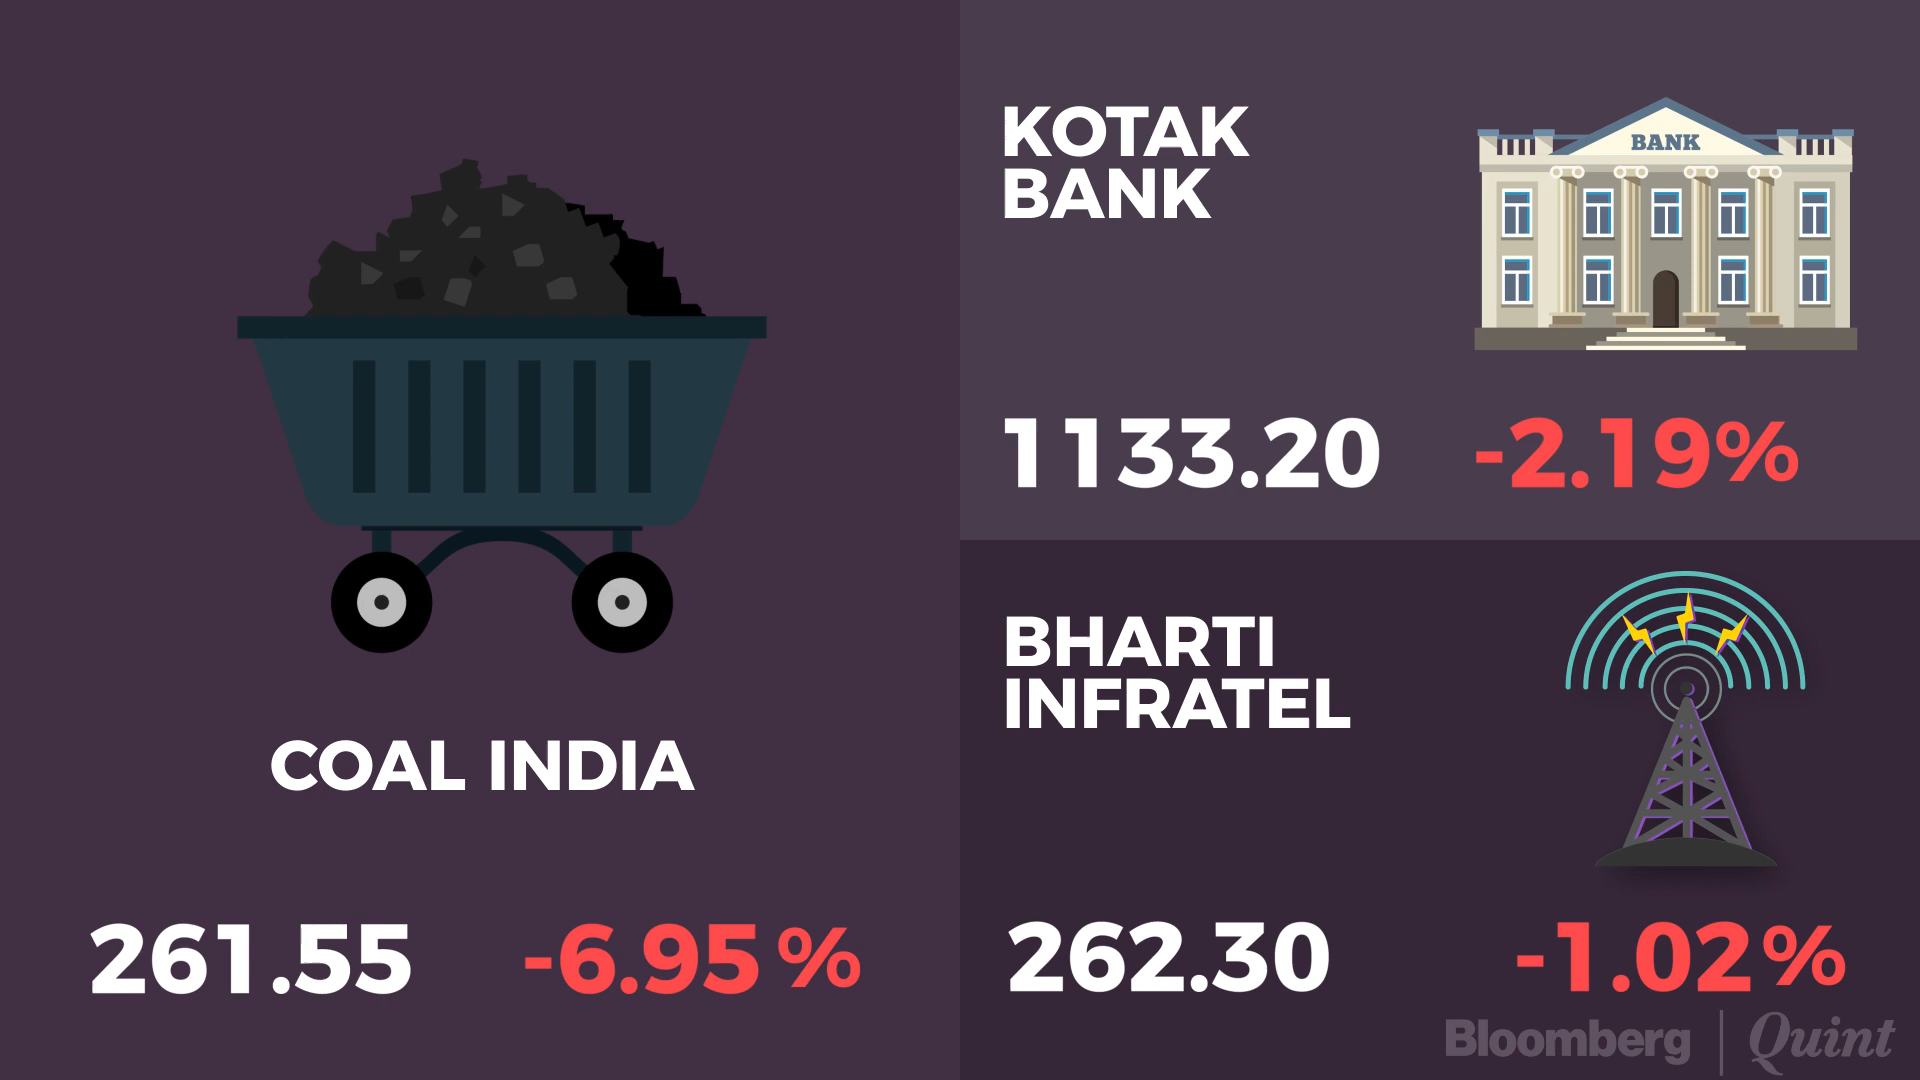 COAL INDIA
261.55 -6.95%
KOTAK
BANK
BANK
1133.20 -2.19%
BHARTI
INFRATEL
262.30 -1.02%
Bloomberg | Quint